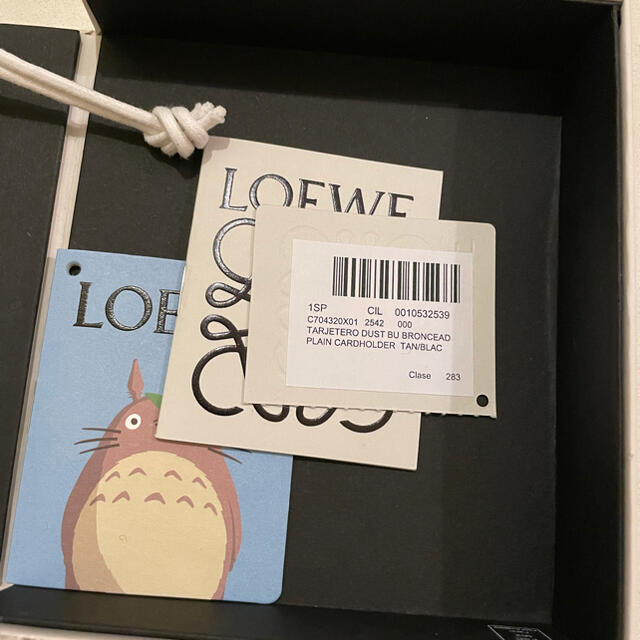 LOEWE
LOE
1SP CIL 0010532539
C704320X01 2542 000
TARJETERO DUST BU BRONCEAD
PLAIN CARDHOLDER TAN/BLAC
Clase 283